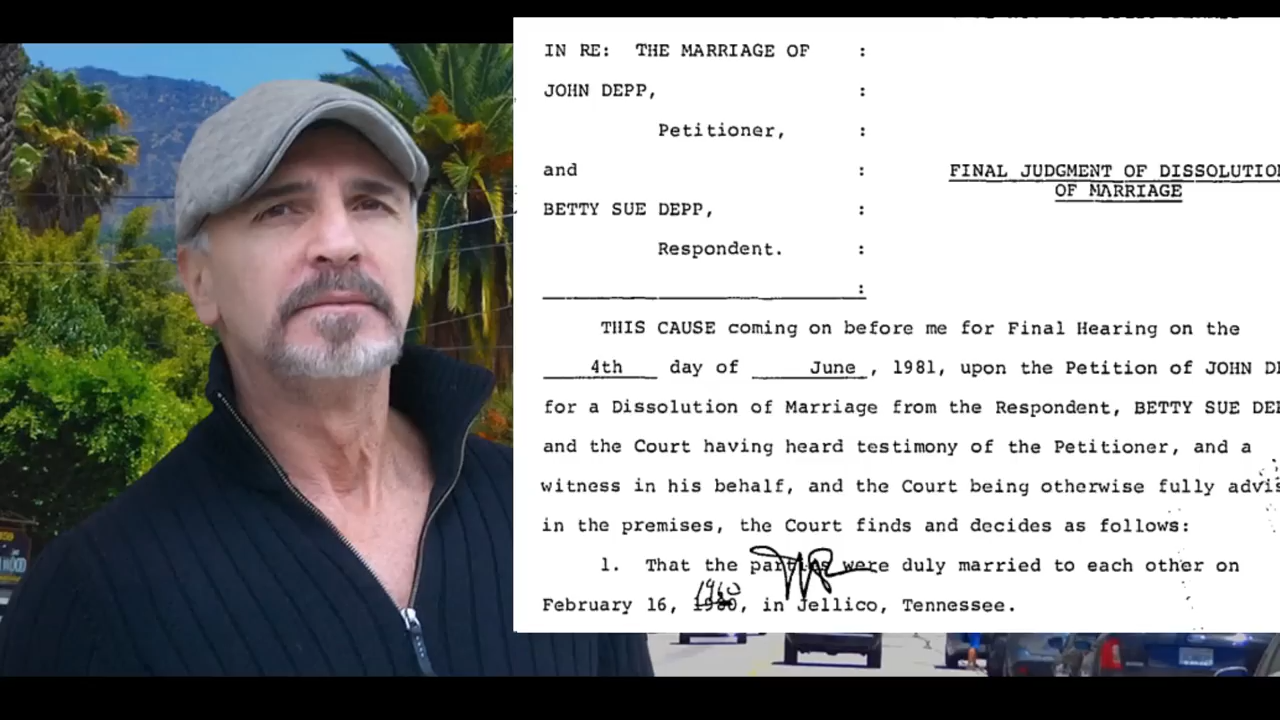 IN RE: THE MARRIAGE OF :
JOHN DEPP, :
Petitioner, :
and :
FINAL JUDGMENT OF DISSOLUTION
OF MARRIAGE
BETTY SUE DEPP, :
Respondent. :
:
THIS CAUSE coming on before me for Final Hearing on the
4th day of June, 1981, upon the Petition of JOHN DE
for a Dissolution of Marriage from the Respondent, BETTY SUE DEP
and the Court having heard testimony of the Petitioner, and a
witness in his behalf, and the Court being otherwise fully advis
in the premises, the Court finds and decides as follows:
1. That the parties were duly married to each other on
1960
February 16, 1980, in Jellico, Tennessee.